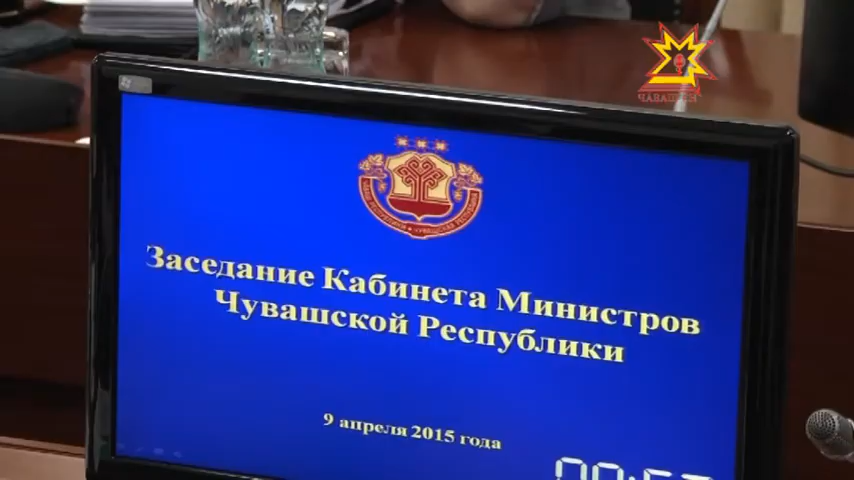 Заседание Кабинета Министров
Чувашской Республики
9 апреля 2015 года